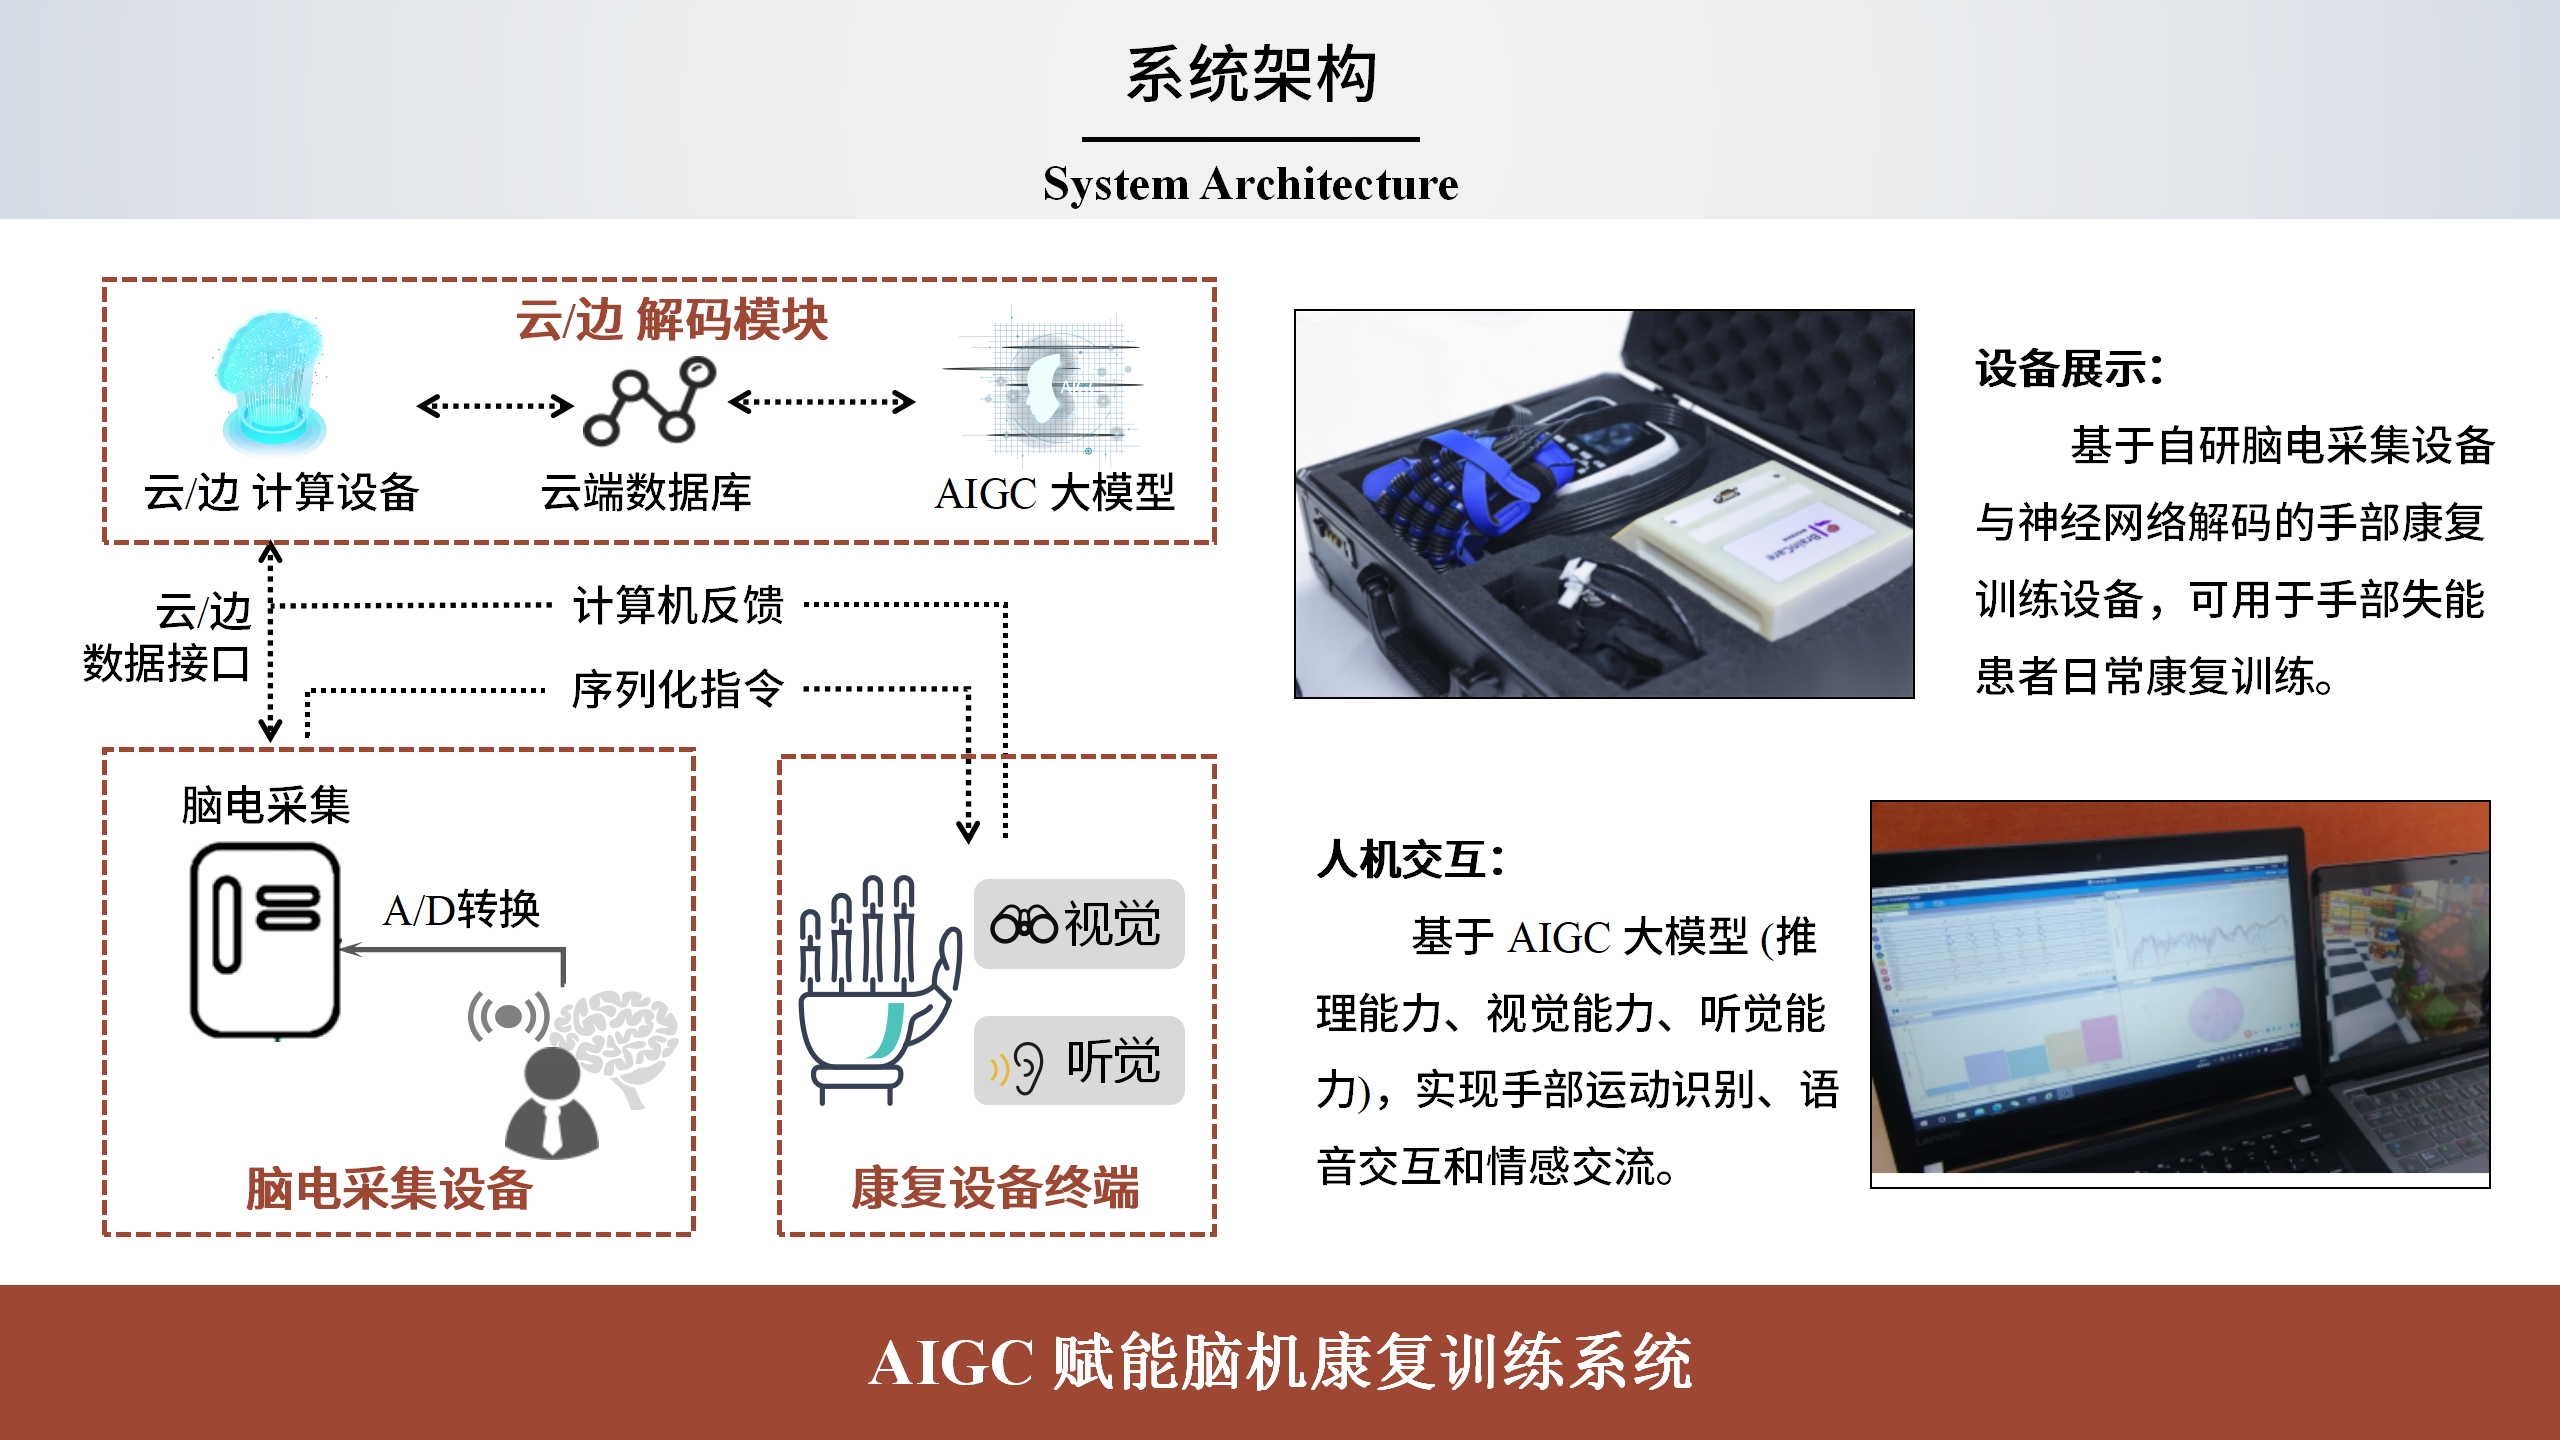 系统架构
System Architecture
云/边 解码模块
云/边 计算设备
云端数据库
AIGC 大模型
云/边
数据接口
计算机反馈
序列化指令
脑电采集
A/D转换
脑电采集设备
视觉
听觉
康复设备终端
BrainCare
设备展示：
基于自研脑电采集设备
与神经网络解码的手部康复
训练设备，可用于手部失能
患者日常康复训练。
人机交互：
基于 AIGC 大模型 (推
理能力、视觉能力、听觉能
力)，实现手部运动识别、语
音交互和情感交流。
Lenovo
AIGC 赋能脑机康复训练系统